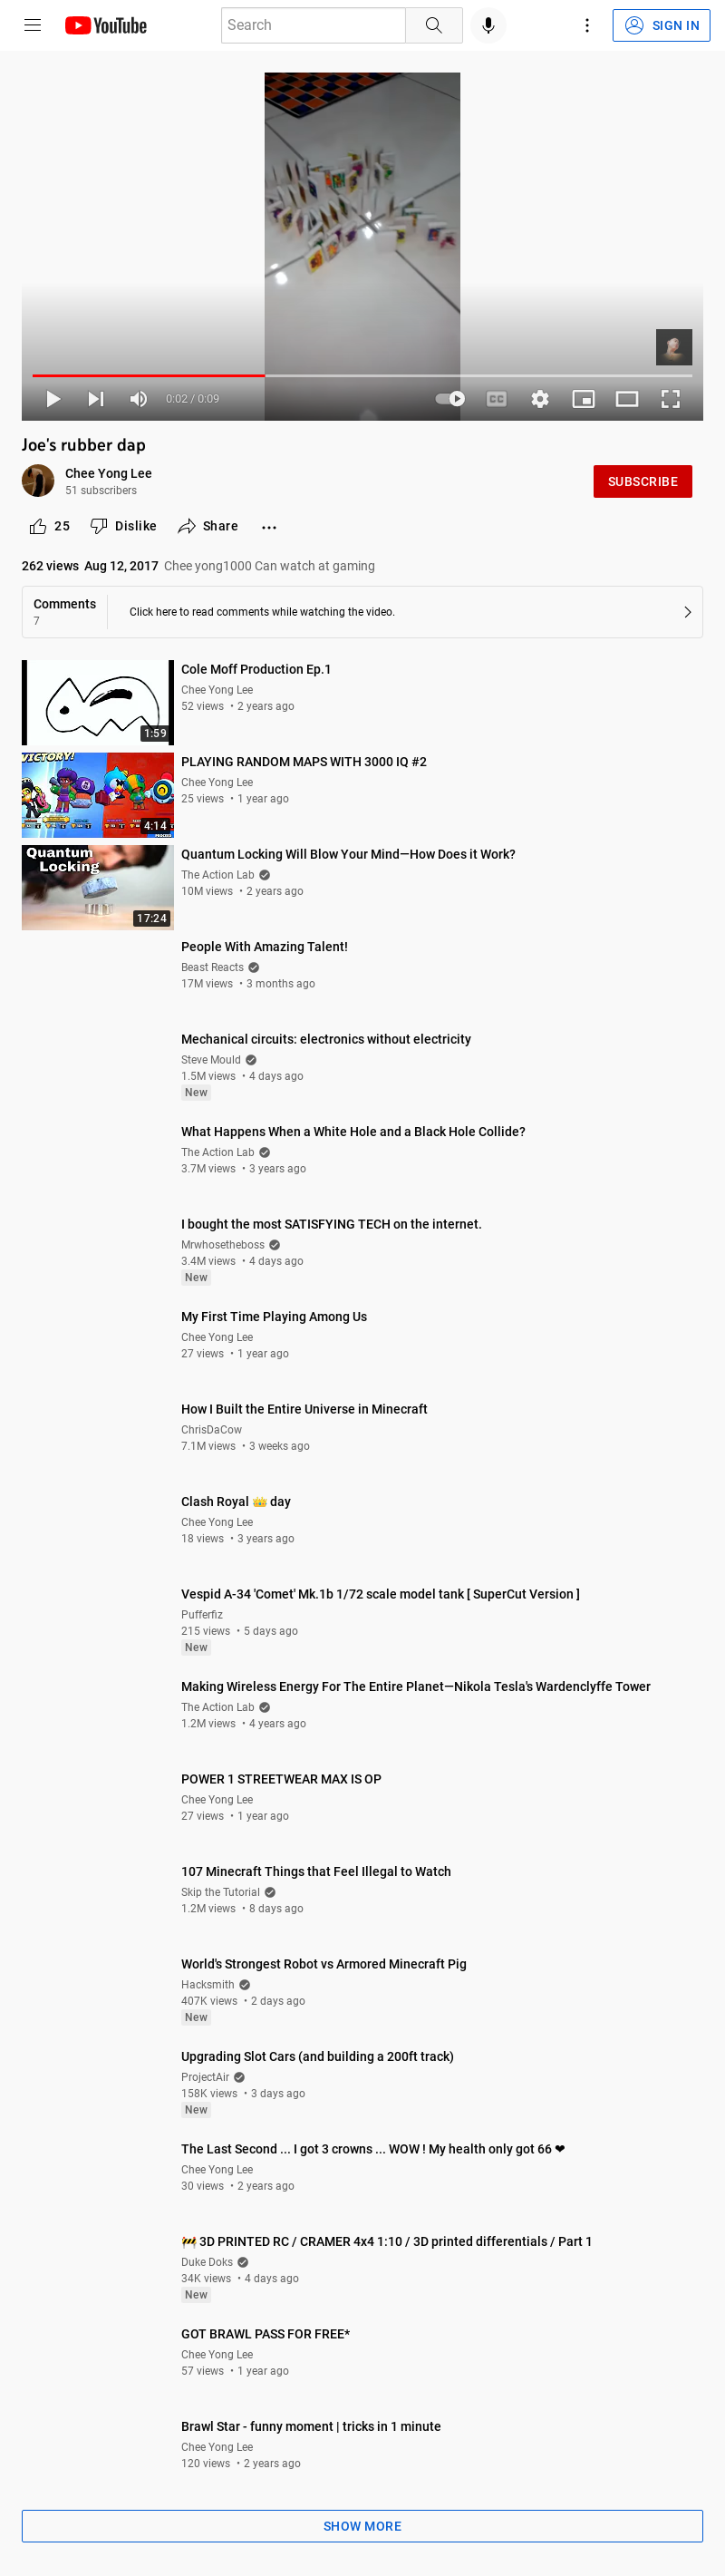 YouTube
Search
SIGN IN
0:02 / 0:09
CC
Joe's rubber dap
Chee Yong Lee
51 subscribers
SUBSCRIBE
25 Dislike Share
262 views Aug 12, 2017 Chee yong1000 Can watch at gaming
Comments
7
Click here to read comments while watching the video.
1:59
Cole Moff Production Ep.1
Chee Yong Lee
52 views • 2 years ago
VICTORY!
4:14
PLAYING RANDOM MAPS WITH 3000 IQ #2
Chee Yong Lee
25 views • 1 year ago
Quantum
Locking
17:24
Quantum Locking Will Blow Your Mind—How Does it Work?
The Action Lab
10M views • 2 years ago
People With Amazing Talent!
Beast Reacts
17M views • 3 months ago
Mechanical circuits: electronics without electricity
Steve Mould
1.5M views • 4 days ago
New
What Happens When a White Hole and a Black Hole Collide?
The Action Lab
3.7M views • 3 years ago
I bought the most SATISFYING TECH on the internet.
Mrwhosetheboss
3.4M views • 4 days ago
New
My First Time Playing Among Us
Chee Yong Lee
27 views • 1 year ago
How I Built the Entire Universe in Minecraft
ChrisDaCow
7.1M views • 3 weeks ago
Clash Royal 👑 day
Chee Yong Lee
18 views • 3 years ago
Vespid A-34 'Comet' Mk.1b 1/72 scale model tank [ SuperCut Version ]
Pufferfiz
215 views • 5 days ago
New
Making Wireless Energy For The Entire Planet—Nikola Tesla's Wardenclyffe Tower
The Action Lab
1.2M views • 4 years ago
POWER 1 STREETWEAR MAX IS OP
Chee Yong Lee
27 views • 1 year ago
107 Minecraft Things that Feel Illegal to Watch
Skip the Tutorial
1.2M views • 8 days ago
World's Strongest Robot vs Armored Minecraft Pig
Hacksmith
407K views • 2 days ago
New
Upgrading Slot Cars (and building a 200ft track)
ProjectAir
158K views • 3 days ago
New
The Last Second ... I got 3 crowns ... WOW ! My health only got 66 ❤
Chee Yong Lee
30 views • 2 years ago
🚧 3D PRINTED RC / CRAMER 4x4 1:10 / 3D printed differentials / Part 1
Duke Doks
34K views • 4 days ago
New
GOT BRAWL PASS FOR FREE*
Chee Yong Lee
57 views • 1 year ago
Brawl Star - funny moment | tricks in 1 minute
Chee Yong Lee
120 views • 2 years ago
SHOW MORE